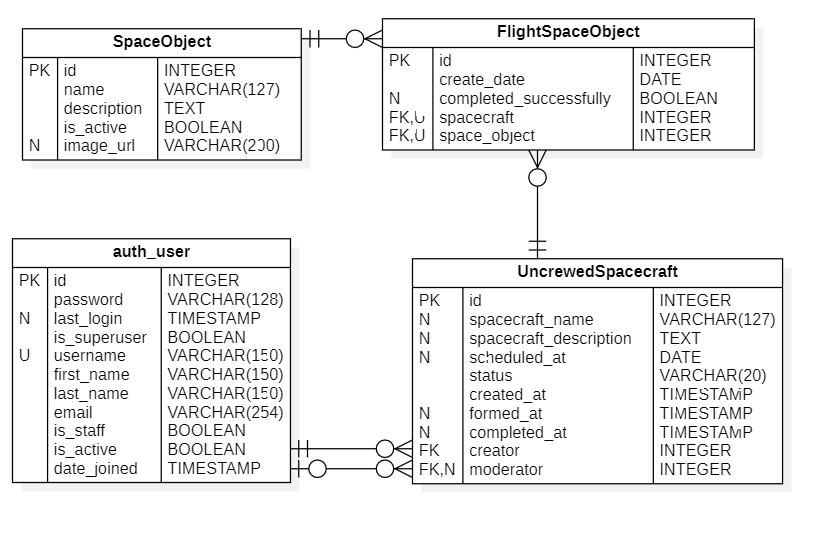 SpaceObject
PK id INTEGER
name VARCHAR(127)
description TEXT
is_active BOOLEAN
N image_url VARCHAR(200)
FlightSpaceObject
PK id INTEGER
create_date DATE
N completed_successfully BOOLEAN
FK,U spacecraft INTEGER
FK,U space_object INTEGER
auth_user
PK id INTEGER
password VARCHAR(128)
N last_login TIMESTAMP
is_superuser BOOLEAN
U username VARCHAR(150)
first_name VARCHAR(150)
last_name VARCHAR(150)
email VARCHAR(254)
is_staff BOOLEAN
is_active BOOLEAN
date_joined TIMESTAMP
UncrewedSpacecraft
PK id INTEGER
N spacecraft_name VARCHAR(127)
N spacecraft_description TEXT
N scheduled_at DATE
status VARCHAR(20)
created_at TIMESTAMP
N formed_at TIMESTAMP
N completed_at TIMESTAMP
FK creator INTEGER
FK,N moderator INTEGER